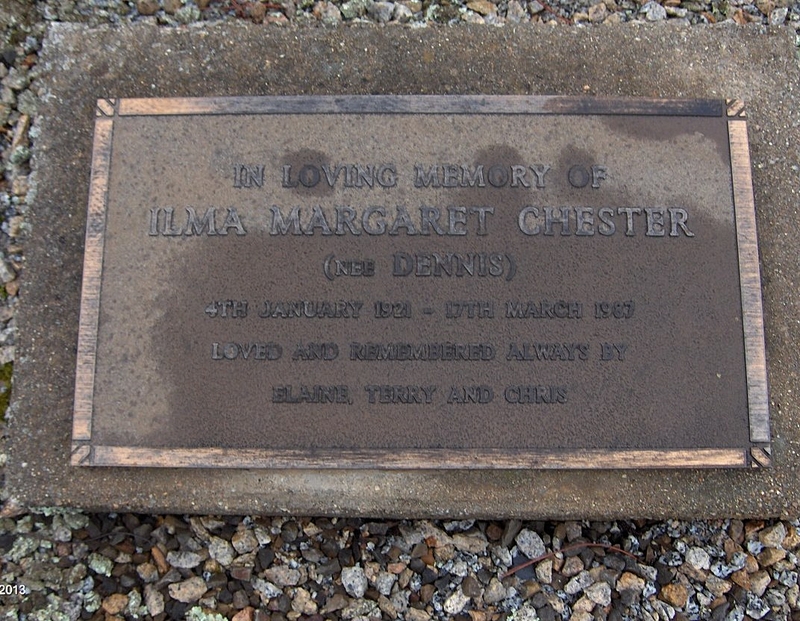 IN LOVING MEMORY OF
ILMA MARGARET CHESTER
(NEE DENNIS)
4TH JANUARY 1921 - 17TH MARCH 1987
LOVED AND REMEMBERED ALWAYS BY
ELAINE, TERRY AND CHRIS
2013